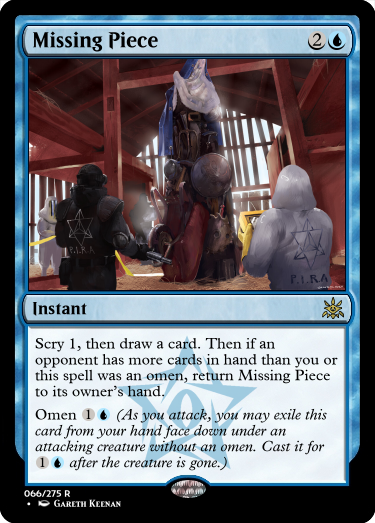 Missing Piece 2
P.I.R.A
P.I.R.A
Instant
Scry 1, then draw a card. Then if an
opponent has more cards in hand than you or
this spell was an omen, return Missing Piece
to its owner's hand.
Omen 1 (As you attack, you may exile this
card from your hand face down under an
attacking creature without an omen. Cast it for
1 after the creature is gone.)
066/275 R
• Gareth Keenan